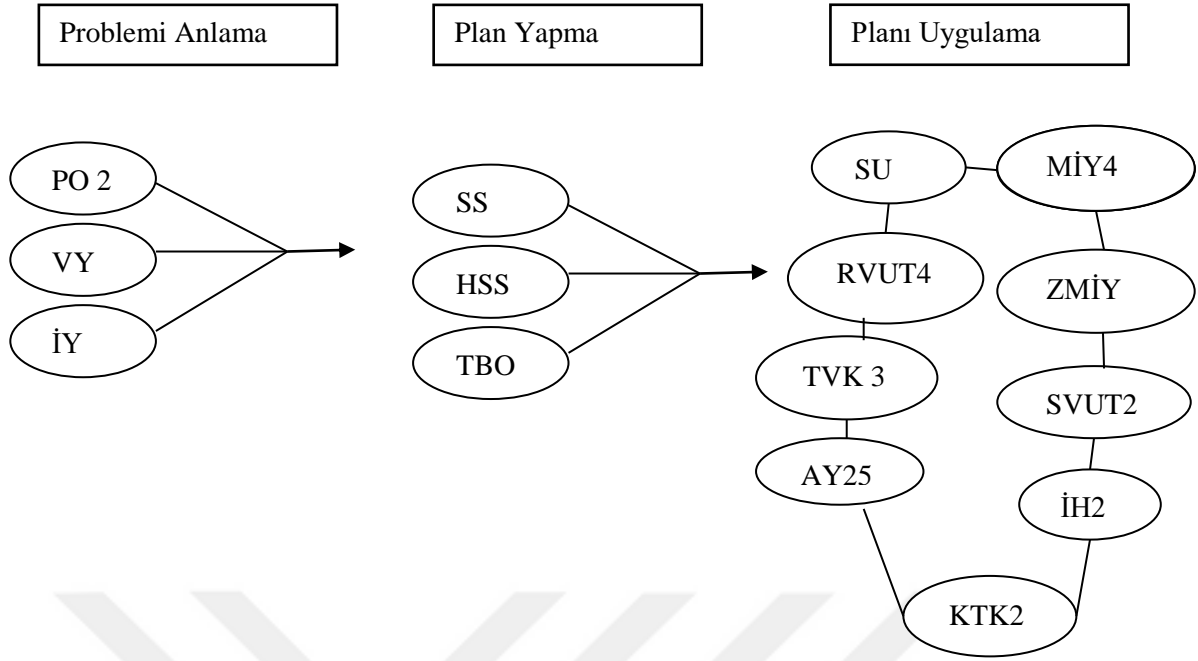 Problemi Anlama
Plan Yapma
Planı Uygulama
PO 2
VY
İY
SS
HSS
TBO
SU
MİY4
RVUT4
ZMİY
TVK 3
SVUT2
AY25
İH2
KTK2